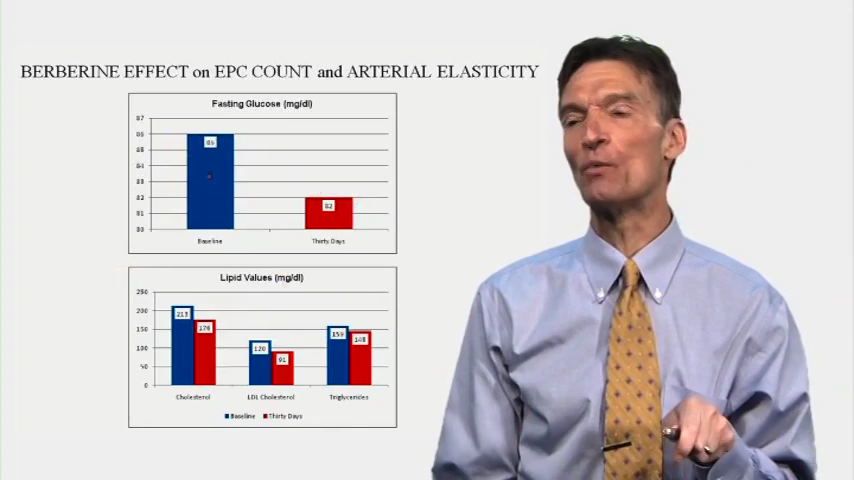 BERBERINE EFFECT on EPC COUNT and ARTERIAL ELASTICITY
Fasting Glucose (mg/dl)
87
86
85
84
83
82
81
80
82
Baseline
Thirty Days
Lipid Values (mg/dl)
250
200
150
100
50
0
213
176
120
91
159
148
Cholesterol
LDL Cholesterol
Triglycerides
Baseline
Thirty Days